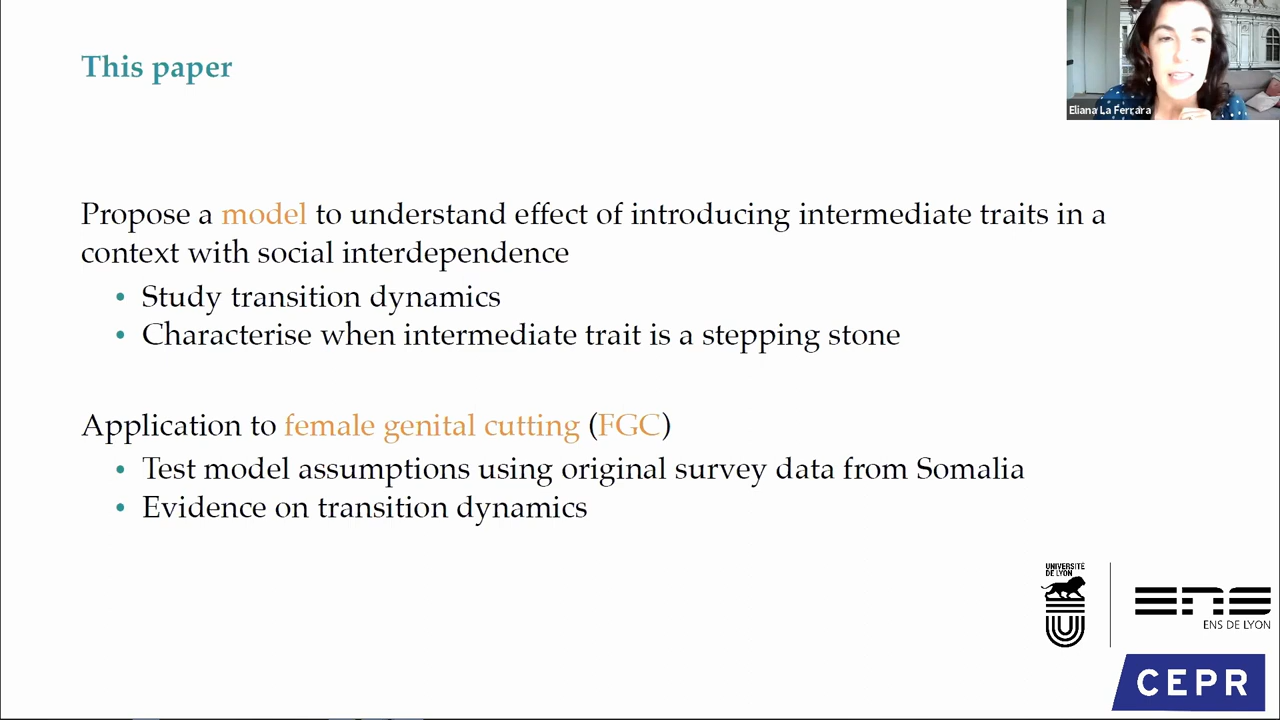 This paper
Eliana La Ferrara
Propose a model to understand effect of introducing intermediate traits in a
context with social interdependence
• Study transition dynamics
• Characterise when intermediate trait is a stepping stone
Application to female genital cutting (FGC)
• Test model assumptions using original survey data from Somalia
• Evidence on transition dynamics
UNIVERSITÉ
DE LYON
ENS
ENS DE LYON
CEPR